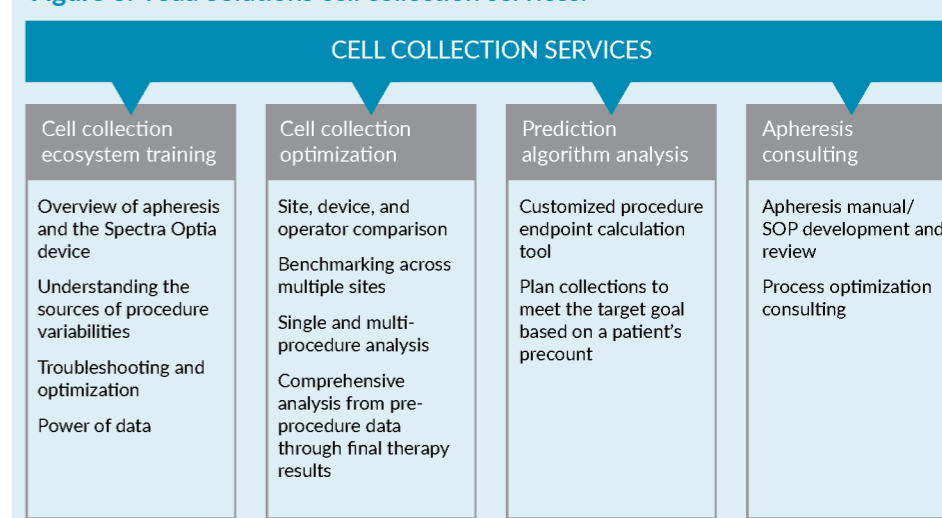 CELL COLLECTION SERVICES
Cell collection
ecosystem training
Overview of apheresis
and the Spectra Optia
device
Understanding the
sources of procedure
variabilities
Troubleshooting and
optimization
Power of data
Cell collection
optimization
Site, device, and
operator comparison
Benchmarking across
multiple sites
Single and multi-
procedure analysis
Comprehensive
analysis from pre-
procedure data
through final therapy
results
Prediction
algorithm analysis
Customized procedure
endpoint calculation
tool
Plan collections to
meet the target goal
based on a patient’s
precount
Apheresis
consulting
Apheresis manual/
SOP development and
review
Process optimization
consulting